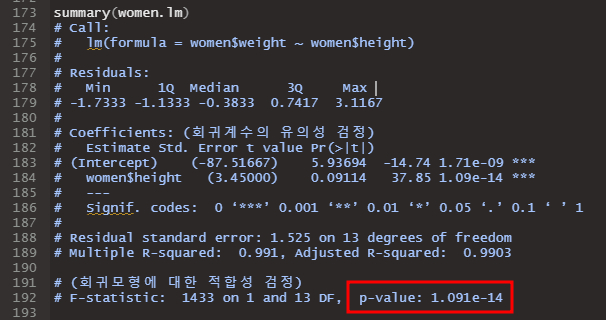 172
173 summary(women.lm)
174 # Call:
175 #   lm(formula = women$weight ~ women$height)
176 #
177 # Residuals:
178 #   Min      1Q  Median      3Q     Max
179 # -1.7333 -1.1333 -0.3833  0.7417  3.1167
180 #
181 # Coefficients: (회귀계수의 유의성 검정)
182 #   Estimate Std. Error t value Pr(>|t|)
183 # (Intercept)    (-87.51667)    5.93694  -14.74 1.71e-09 ***
184 #   women$height   (3.45000)    0.09114   37.85 1.09e-14 ***
185 #   ---
186 #   Signif. codes:  0 ‘***’ 0.001 ‘**’ 0.01 ‘*’ 0.05 ‘.’ 0.1 ‘ ’ 1
187 #
188 # Residual standard error: 1.525 on 13 degrees of freedom
189 # Multiple R-squared:  0.991, Adjusted R-squared:  0.9903
190
191 # (회귀모형에 대한 적합성 검정)
192 # F-statistic:  1433 on 1 and 13 DF,  p-value: 1.091e-14
193